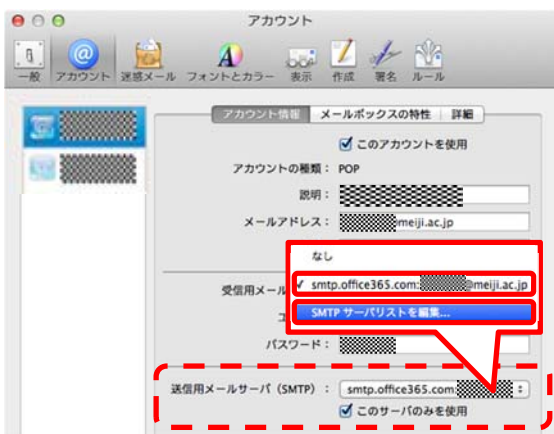 アカウント
一般 アカウント 迷惑メール フォントとカラー 表示 作成 署名 ルール
アカウント情報 メールボックスの特性 詳細
このアカウントを使用
アカウントの種類： POP
説明：
メールアドレス： meiji.ac.jp
なし
受信用メール ✓ smtp.office365.com: @meiji.ac.jp
SMTP サーバリストを編集...
パスワード：
送信用メールサーバ（SMTP）： smtp.office365.com
このサーバのみを使用